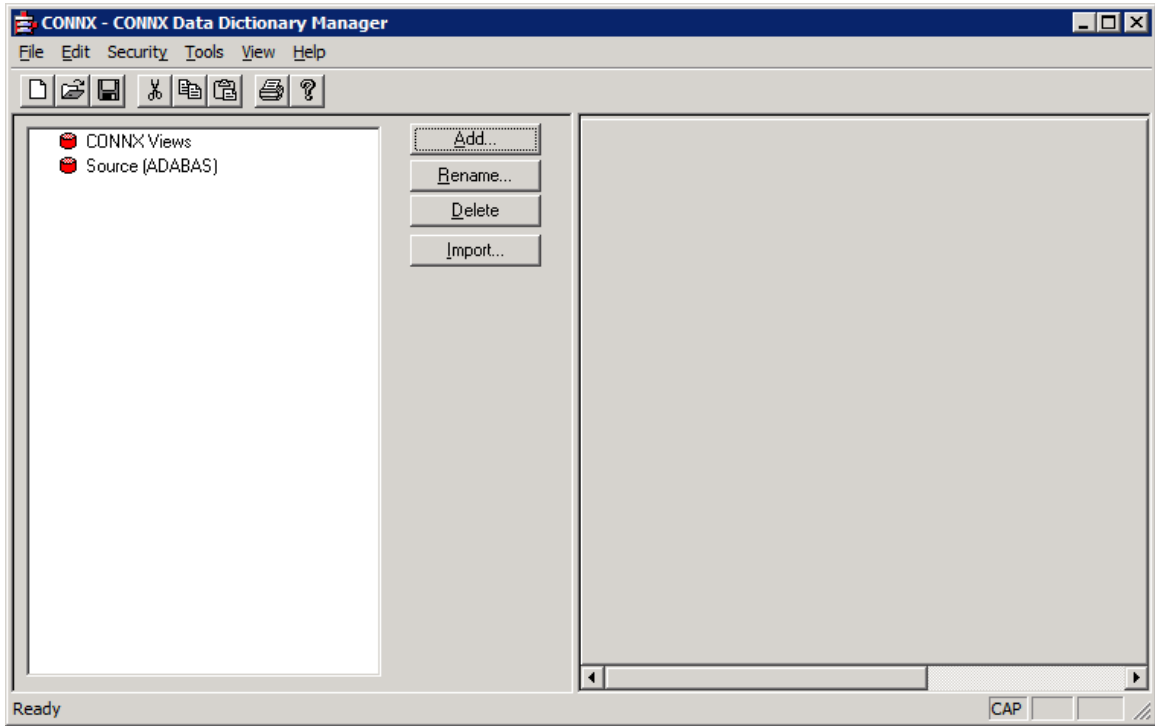 CONNX - CONNX Data Dictionary Manager
File Edit Security Tools View Help
CONNX Views
Source (ADABAS)
Add...
Rename...
Delete
Import...
Ready
CAP